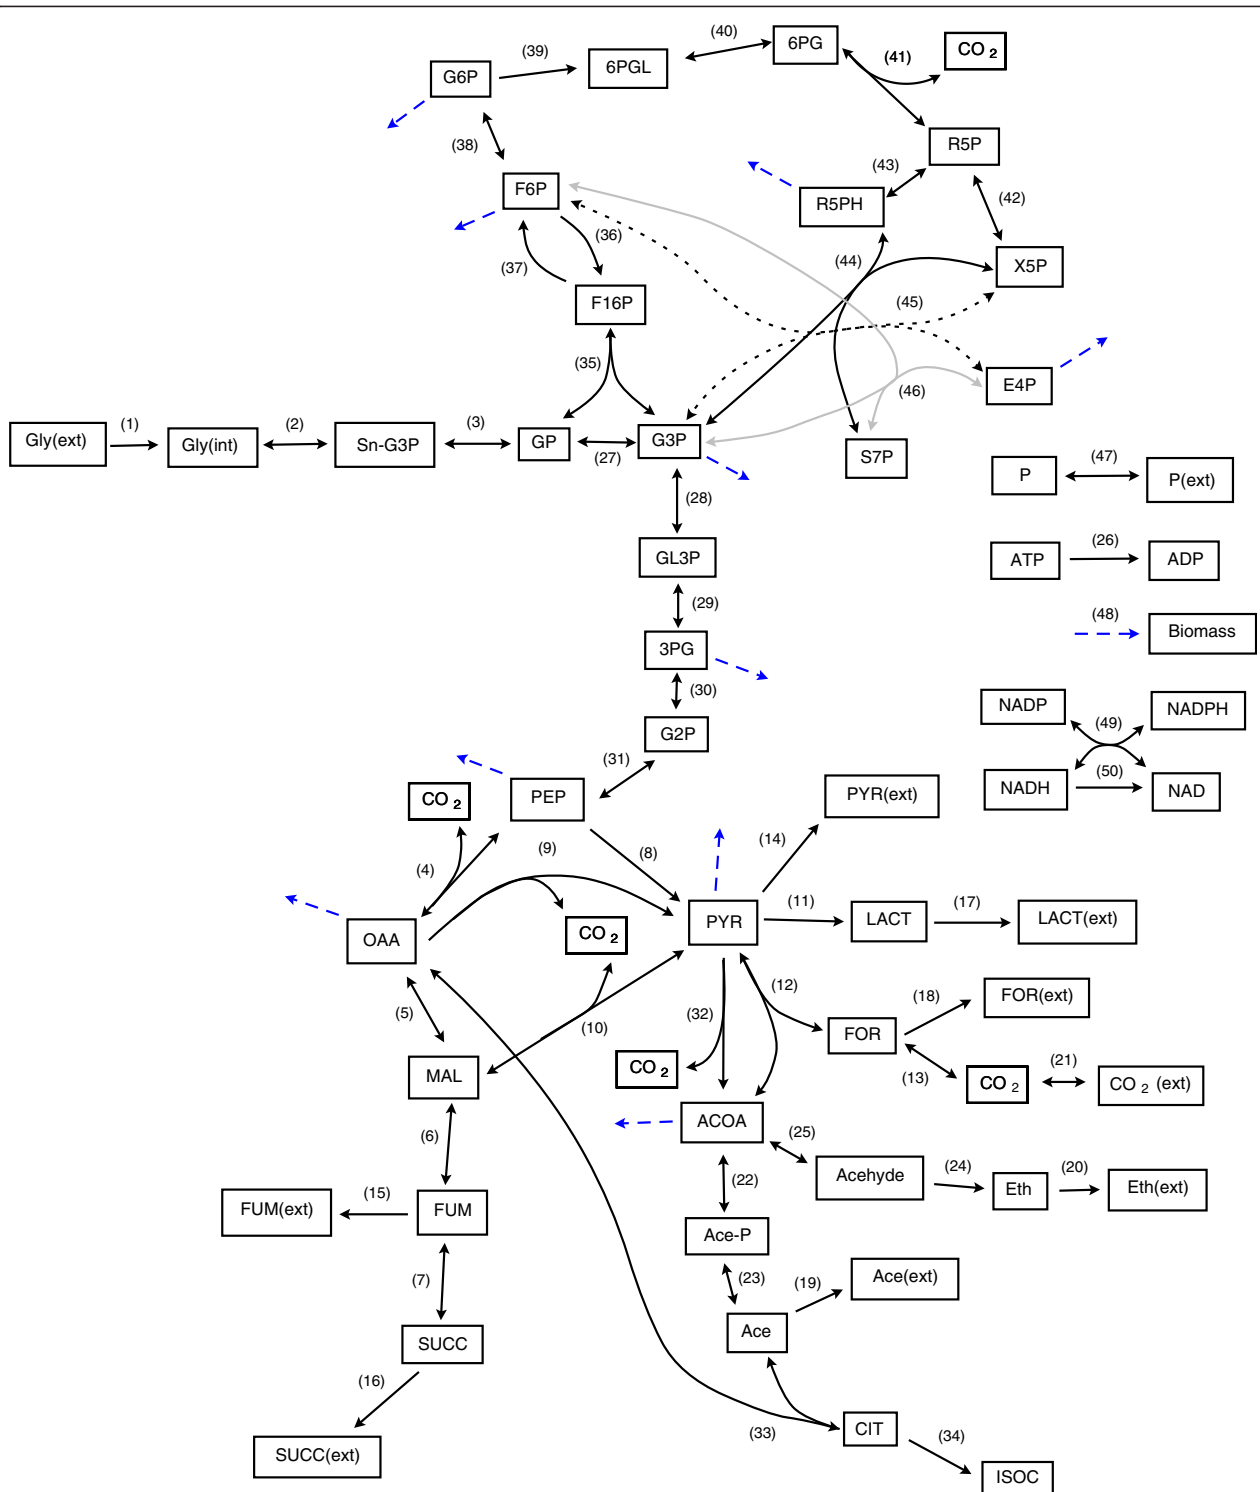 (40)
6PG
(41)
CO 2
(39)
6PGL
G6P
(38)
R5P
(43)
F6P
R5PH
(42)
(36)
(37)
(44)
X5P
F16P
(45)
(35)
E4P
(46)
Gly(ext)
(1)
Gly(int)
(2)
Sn-G3P
(3)
GP
(27)
G3P
S7P
P
(47)
P(ext)
(28)
GL3P
ATP
(26)
ADP
(29)
(48)
Biomass
3PG
(30)
NADP
(49)
NADPH
G2P
(31)
NADH
(50)
NAD
CO 2
PEP
PYR(ext)
(4)
(9)
(8)
(14)
OAA
CO 2
PYR
(11)
LACT
(17)
LACT(ext)
(5)
(10)
(32)
(12)
(18)
FOR(ext)
FOR
MAL
CO 2
(13)
CO 2
(21)
CO 2 (ext)
ACOA
(6)
(25)
(22)
Acehyde
(24)
Eth
(20)
Eth(ext)
FUM(ext)
(15)
FUM
Ace-P
(7)
(23)
(19)
Ace(ext)
SUCC
Ace
(16)
(33)
CIT
(34)
SUCC(ext)
ISOC